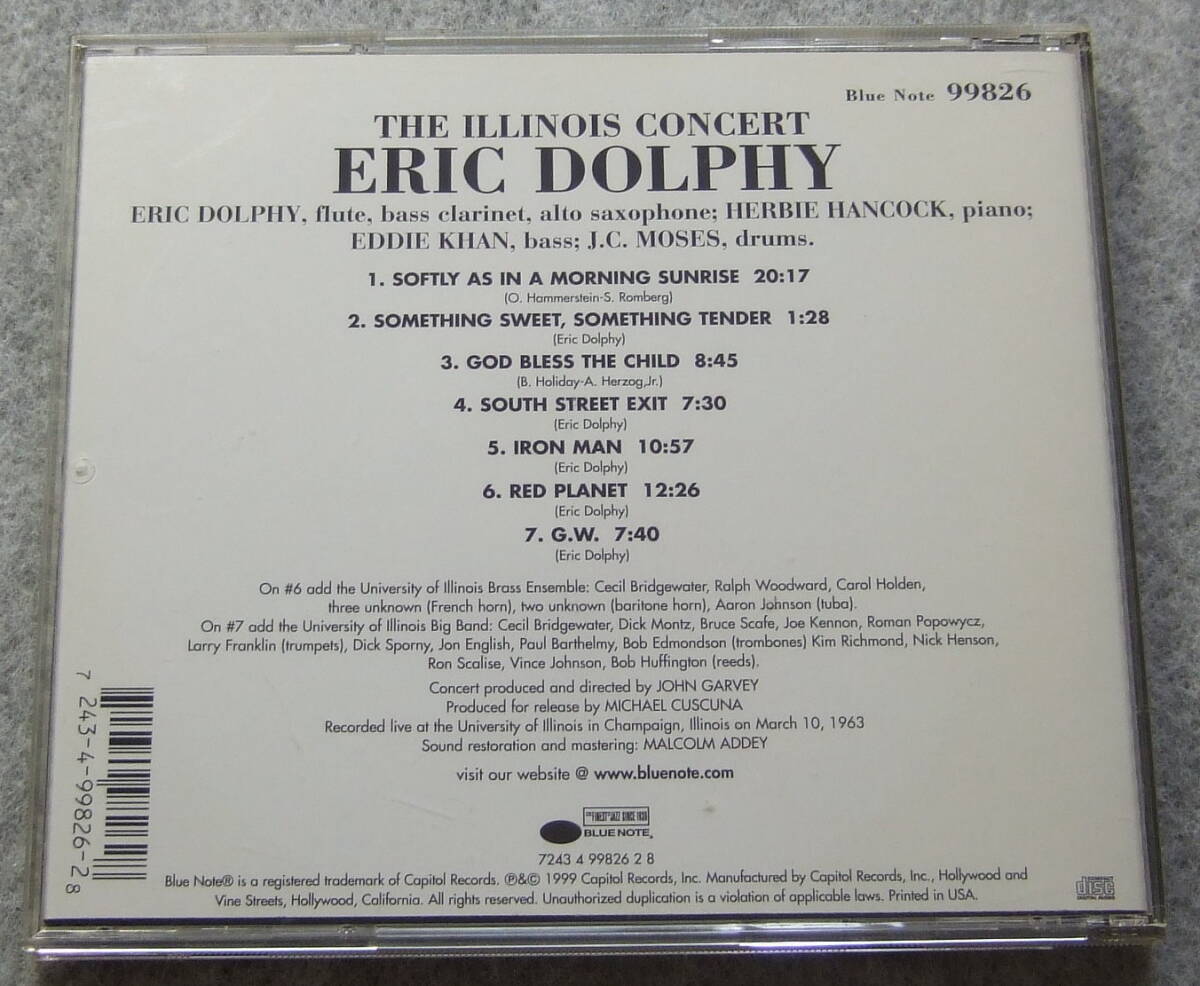 Blue Note 99826
THE ILLINOIS CONCERT
ERIC DOLPHY
ERIC DOLPHY, flute, bass clarinet, alto saxophone; HERBIE HANCOCK, piano;
EDDIE KHAN, bass; J.C. MOSES, drums.
1. SOFTLY AS IN A MORNING SUNRISE 20:17
(O. Hammerstein-S. Romberg)
2. SOMETHING SWEET, SOMETHING TENDER 1:28
(Eric Dolphy)
3. GOD BLESS THE CHILD 8:45
(B. Holiday-A. Herzog,Jr.)
4. SOUTH STREET EXIT 7:30
(Eric Dolphy)
5. IRON MAN 10:57
(Eric Dolphy)
6. RED PLANET 12:26
(Eric Dolphy)
7. G.W. 7:40
(Eric Dolphy)
On #6 add the University of Illinois Brass Ensemble: Cecil Bridgewater, Ralph Woodward, Carol Holden,
three unknown (French horn), two unknown (baritone horn), Aaron Johnson (tuba).
On #7 add the University of Illinois Big Band: Cecil Bridgewater, Dick Montz, Bruce Scafe, Joe Kennon, Roman Popowycz,
Larry Franklin (trumpets), Dick Sporny, Jon English, Paul Barthelmy, Bob Edmondson (trombones) Kim Richmond, Nick Henson,
Ron Scalise, Vince Johnson, Bob Huffington (reeds).
Concert produced and directed by JOHN GARVEY
Produced for release by MICHAEL CUSCUNA
Recorded live at the University of Illinois in Champaign, Illinois on March 10, 1963
Sound restoration and mastering: MALCOLM ADDEY
visit our website @ www.bluenote.com
THE FINEST IN JAZZ SINCE 1939
BLUE NOTE
7243 4 99826 2 8
Blue Note® is a registered trademark of Capitol Records. ℗&© 1999 Capitol Records, Inc. Manufactured by Capitol Records, Inc., Hollywood and
Vine Streets, Hollywood, California. All rights reserved. Unauthorized duplication is a violation of applicable laws. Printed in USA.
7 243-4-99826-2 8
COMPACT disc DIGITAL AUDIO